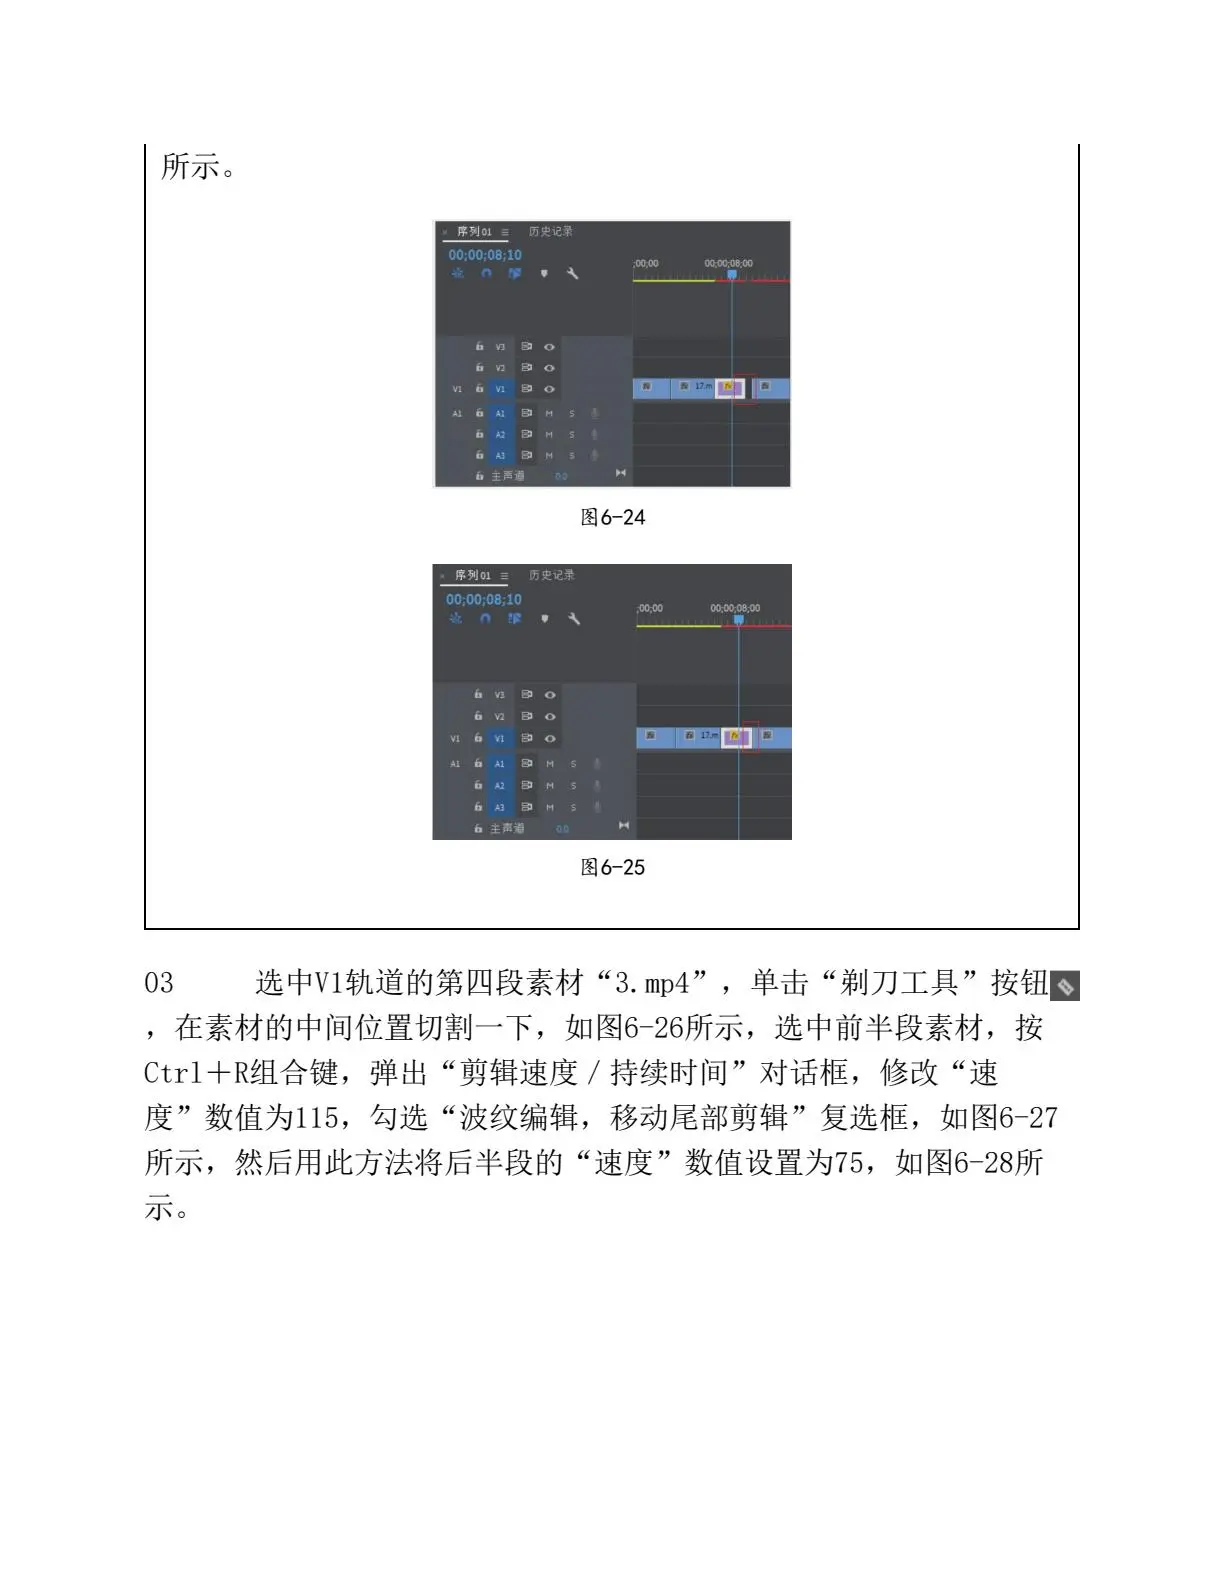 所示。
× 序列01 ≡ 历史记录
00;00;08;10
;00;00 00;00;08;00
V3
V2
V1 V1 fx fx 17.m fx fx
A1 A1 M S
A2 M S
A3 M S
主声道 0.0
图6-24
× 序列01 ≡ 历史记录
00;00;08;10
;00;00 00;00;08;00
V3
V2
V1 V1 fx fx 17.m fx fx
A1 A1 M S
A2 M S
A3 M S
主声道 0.0
图6-25
03 选中V1轨道的第四段素材“3.mp4”，单击“剃刀工具”按钮
，在素材的中间位置切割一下，如图6-26所示，选中前半段素材，按
Ctrl＋R组合键，弹出“剪辑速度／持续时间”对话框，修改“速
度”数值为115，勾选“波纹编辑，移动尾部剪辑”复选框，如图6-27
所示，然后用此方法将后半段的“速度”数值设置为75，如图6-28所
示。